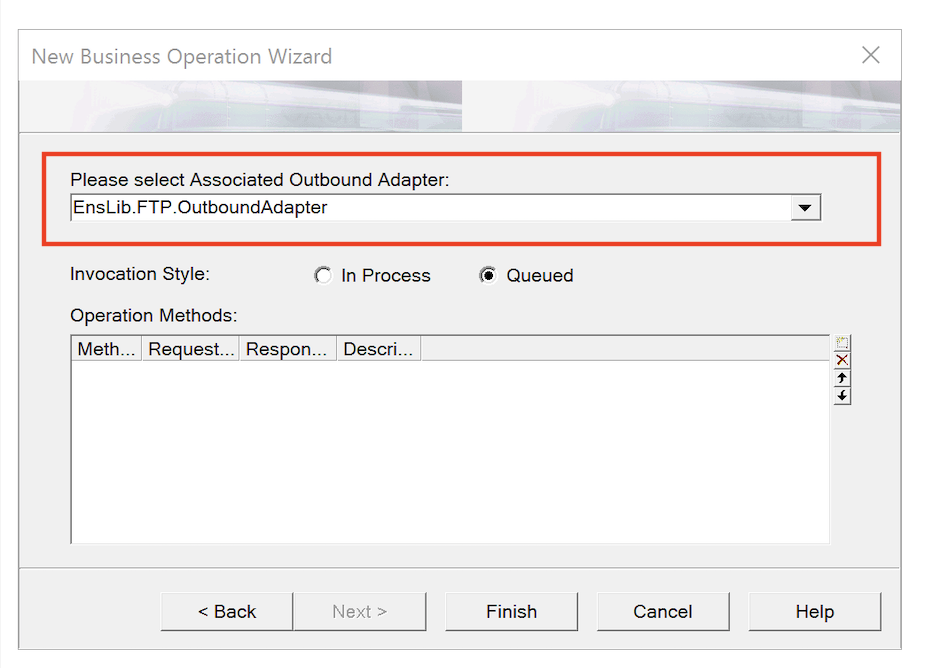 New Business Operation Wizard
Please select Associated Outbound Adapter:
EnsLib.FTP.OutboundAdapter
Invocation Style: In Process Queued
Operation Methods:
Meth... Request... Respon... Descri...
< Back Next > Finish Cancel Help